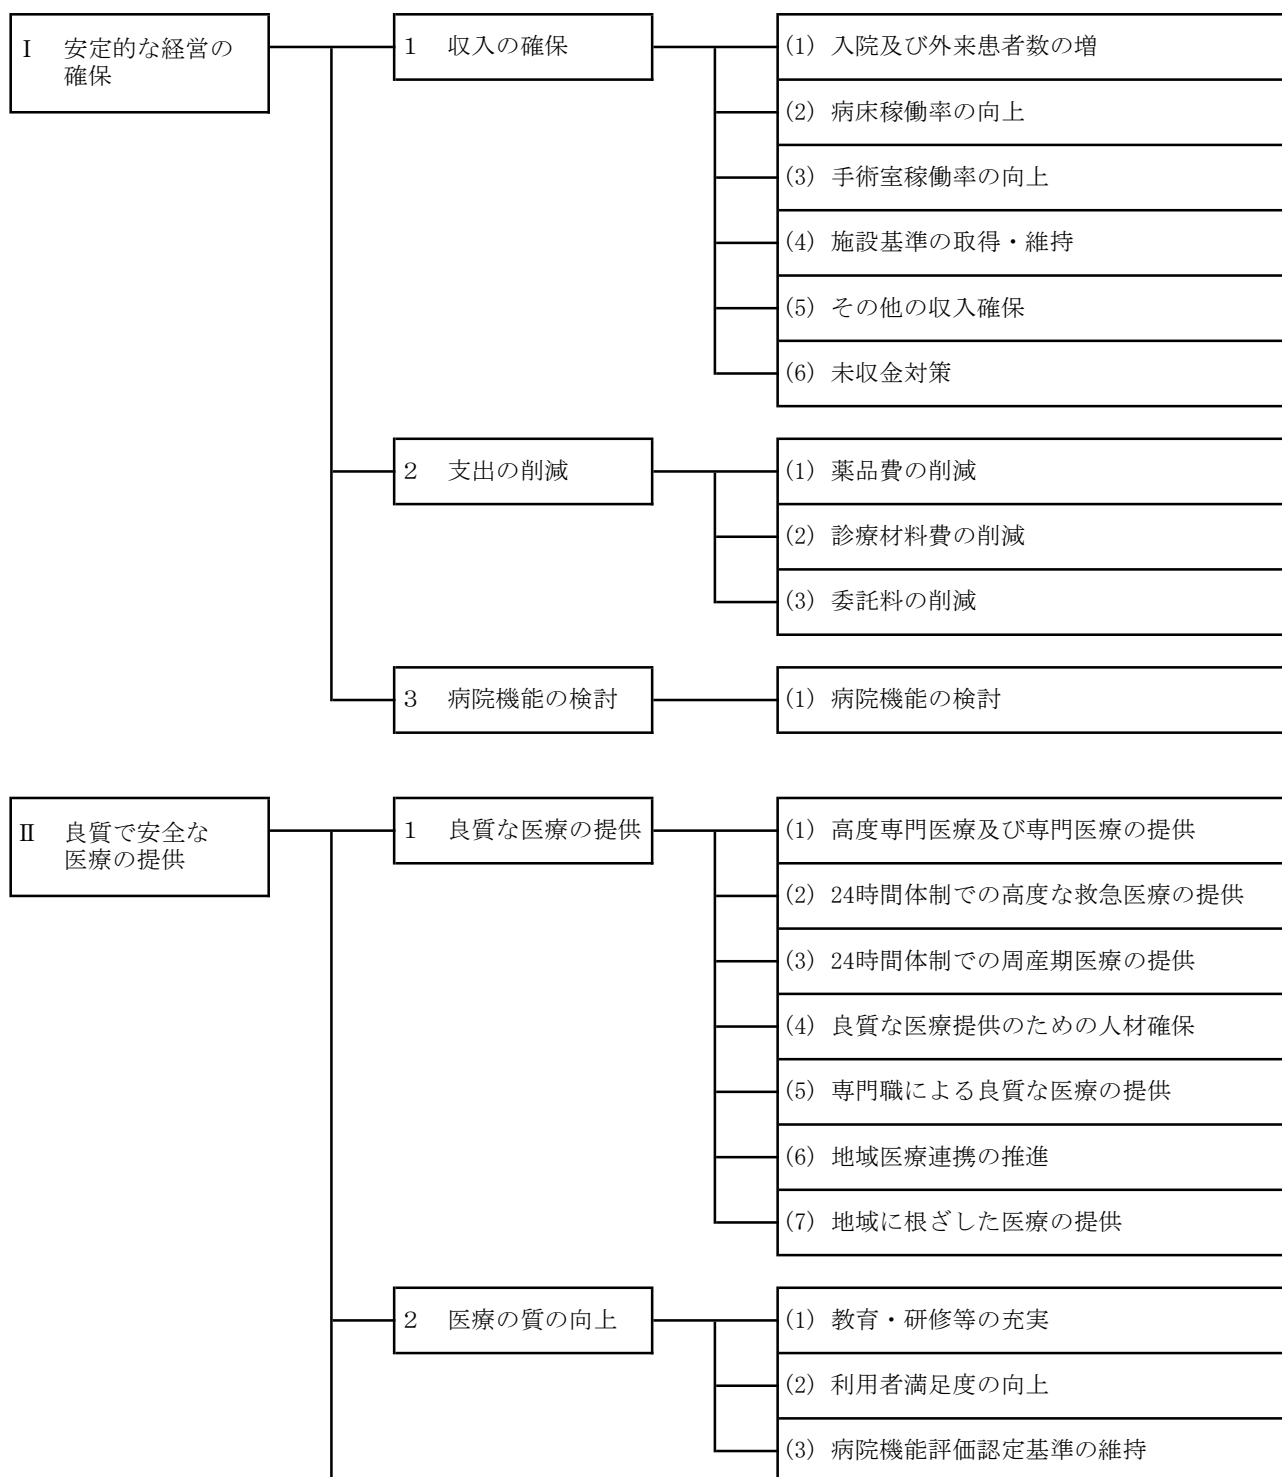 Ⅰ 安定的な経営の
確保
１ 収入の確保
(1) 入院及び外来患者数の増
(2) 病床稼働率の向上
(3) 手術室稼働率の向上
(4) 施設基準の取得・維持
(5) その他の収入確保
(6) 未収金対策
２ 支出の削減
(1) 薬品費の削減
(2) 診療材料費の削減
(3) 委託料の削減
３ 病院機能の検討
(1) 病院機能の検討
Ⅱ 良質で安全な
医療の提供
１ 良質な医療の提供
(1) 高度専門医療及び専門医療の提供
(2) 24時間体制での高度な救急医療の提供
(3) 24時間体制での周産期医療の提供
(4) 良質な医療提供のための人材確保
(5) 専門職による良質な医療の提供
(6) 地域医療連携の推進
(7) 地域に根ざした医療の提供
２ 医療の質の向上
(1) 教育・研修等の充実
(2) 利用者満足度の向上
(3) 病院機能評価認定基準の維持